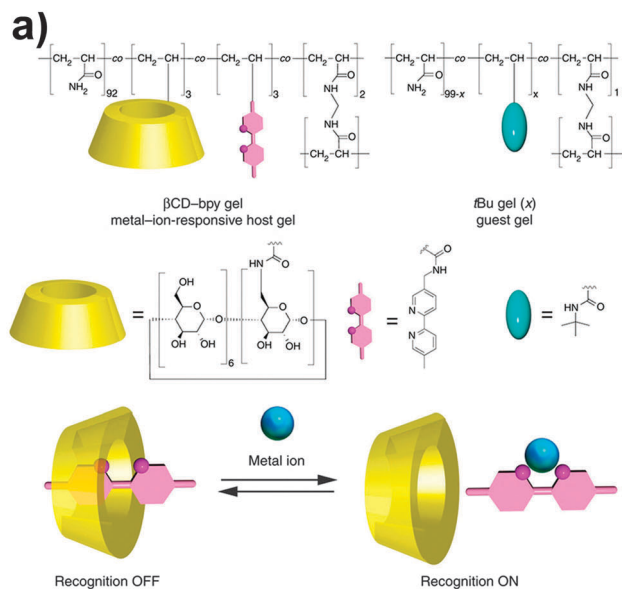 a)
CH₂ CH co CH₂ CH co CH₂ CH co CH₂ CH CH₂ CH co CH₂ CH co CH₂ CH
O NH₂ 92 3 3 O 2 O NH₂ 99-x x O 1
NH NH
NH NH
O O
CH₂ CH CH₂ CH
βCD–bpy gel tBu gel (x)
metal–ion-responsive host gel guest gel
HN O O
OH NH
= O O O O = N = HN O
OH OH 6 OH OH N
Metal ion
Recognition OFF Recognition ON